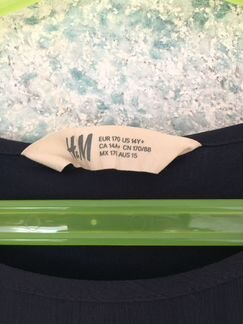 H&M
EUR 170 US 14Y+
CA 14A+ CN 170/88
MX 170 AUS 15